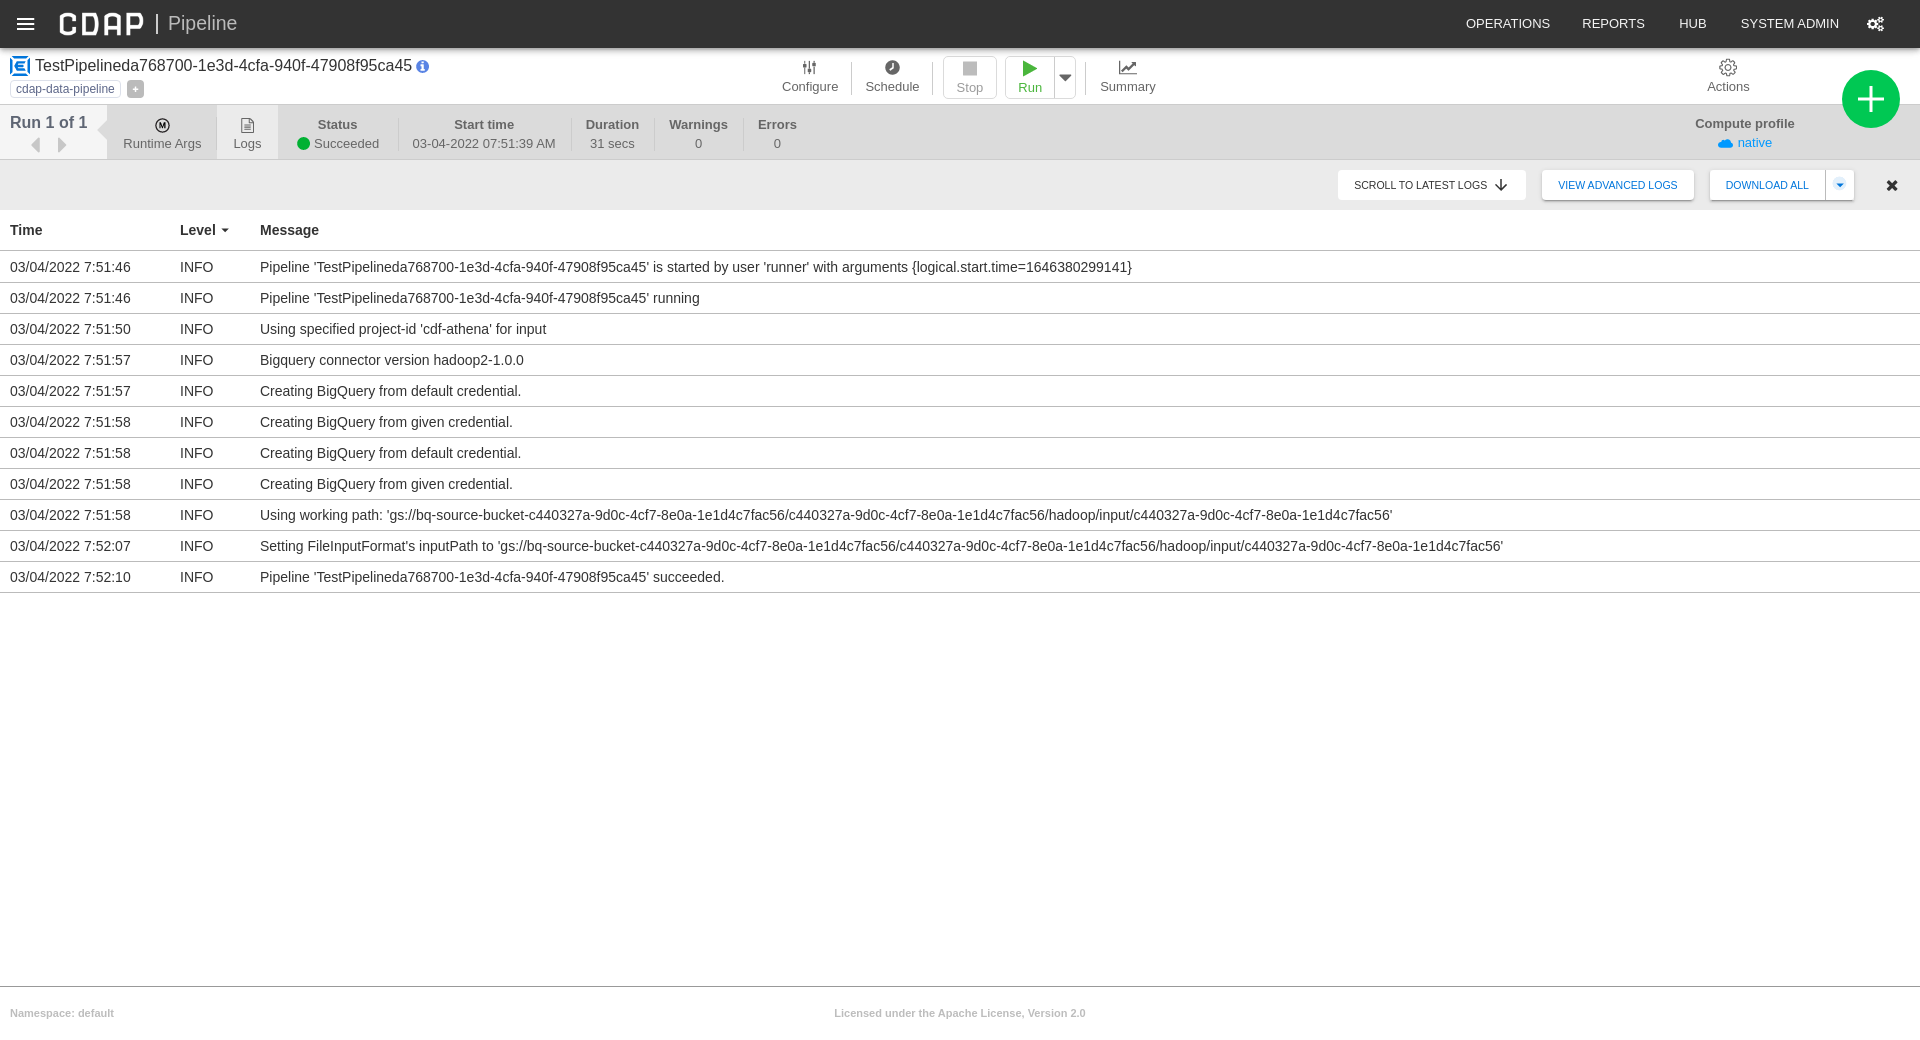 CDAP | Pipeline OPERATIONS REPORTS HUB SYSTEM ADMIN
TestPipelineda768700-1e3d-4cfa-940f-47908f95ca45
cdap-data-pipeline +
Configure Schedule Stop Run Summary Actions
Run 1 of 1
Runtime Args
Logs
Status
Succeeded
Start time
03-04-2022 07:51:39 AM
Duration
31 secs
Warnings
0
Errors
0
Compute profile
native
SCROLL TO LATEST LOGS VIEW ADVANCED LOGS DOWNLOAD ALL
Time Level Message
03/04/2022 7:51:46 INFO Pipeline 'TestPipelineda768700-1e3d-4cfa-940f-47908f95ca45' is started by user 'runner' with arguments {logical.start.time=1646380299141}
03/04/2022 7:51:46 INFO Pipeline 'TestPipelineda768700-1e3d-4cfa-940f-47908f95ca45' running
03/04/2022 7:51:50 INFO Using specified project-id 'cdf-athena' for input
03/04/2022 7:51:57 INFO Bigquery connector version hadoop2-1.0.0
03/04/2022 7:51:57 INFO Creating BigQuery from default credential.
03/04/2022 7:51:58 INFO Creating BigQuery from given credential.
03/04/2022 7:51:58 INFO Creating BigQuery from default credential.
03/04/2022 7:51:58 INFO Creating BigQuery from given credential.
03/04/2022 7:51:58 INFO Using working path: 'gs://bq-source-bucket-c440327a-9d0c-4cf7-8e0a-1e1d4c7fac56/c440327a-9d0c-4cf7-8e0a-1e1d4c7fac56/hadoop/input/c440327a-9d0c-4cf7-8e0a-1e1d4c7fac56'
03/04/2022 7:52:07 INFO Setting FileInputFormat's inputPath to 'gs://bq-source-bucket-c440327a-9d0c-4cf7-8e0a-1e1d4c7fac56/c440327a-9d0c-4cf7-8e0a-1e1d4c7fac56/hadoop/input/c440327a-9d0c-4cf7-8e0a-1e1d4c7fac56'
03/04/2022 7:52:10 INFO Pipeline 'TestPipelineda768700-1e3d-4cfa-940f-47908f95ca45' succeeded.
Namespace: default Licensed under the Apache License, Version 2.0